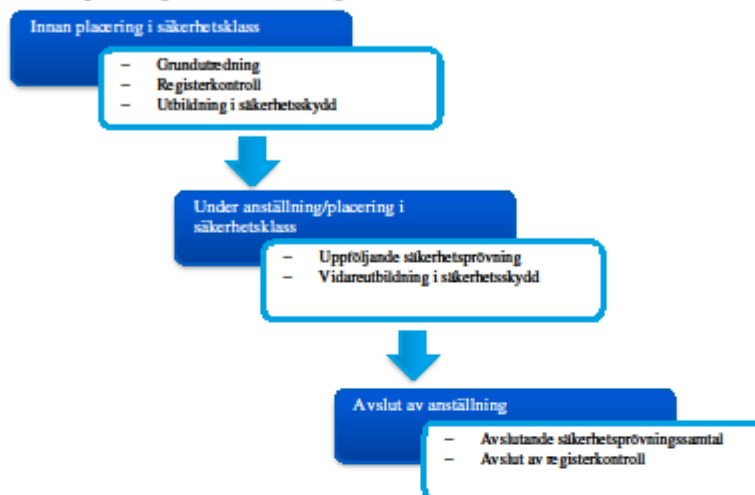 Innan placering i säkerhetsklass
– Grundutredning
– Registerkontroll
– Utbildning i säkerhetsskydd
Under anställning/placering i
säkerhetsklass
– Uppföljande säkerhetsprövning
– Vidareutbildning i säkerhetsskydd
Avslut av anställning
– Avslutande säkerhetsprövningssamtal
– Avslut av registerkontroll